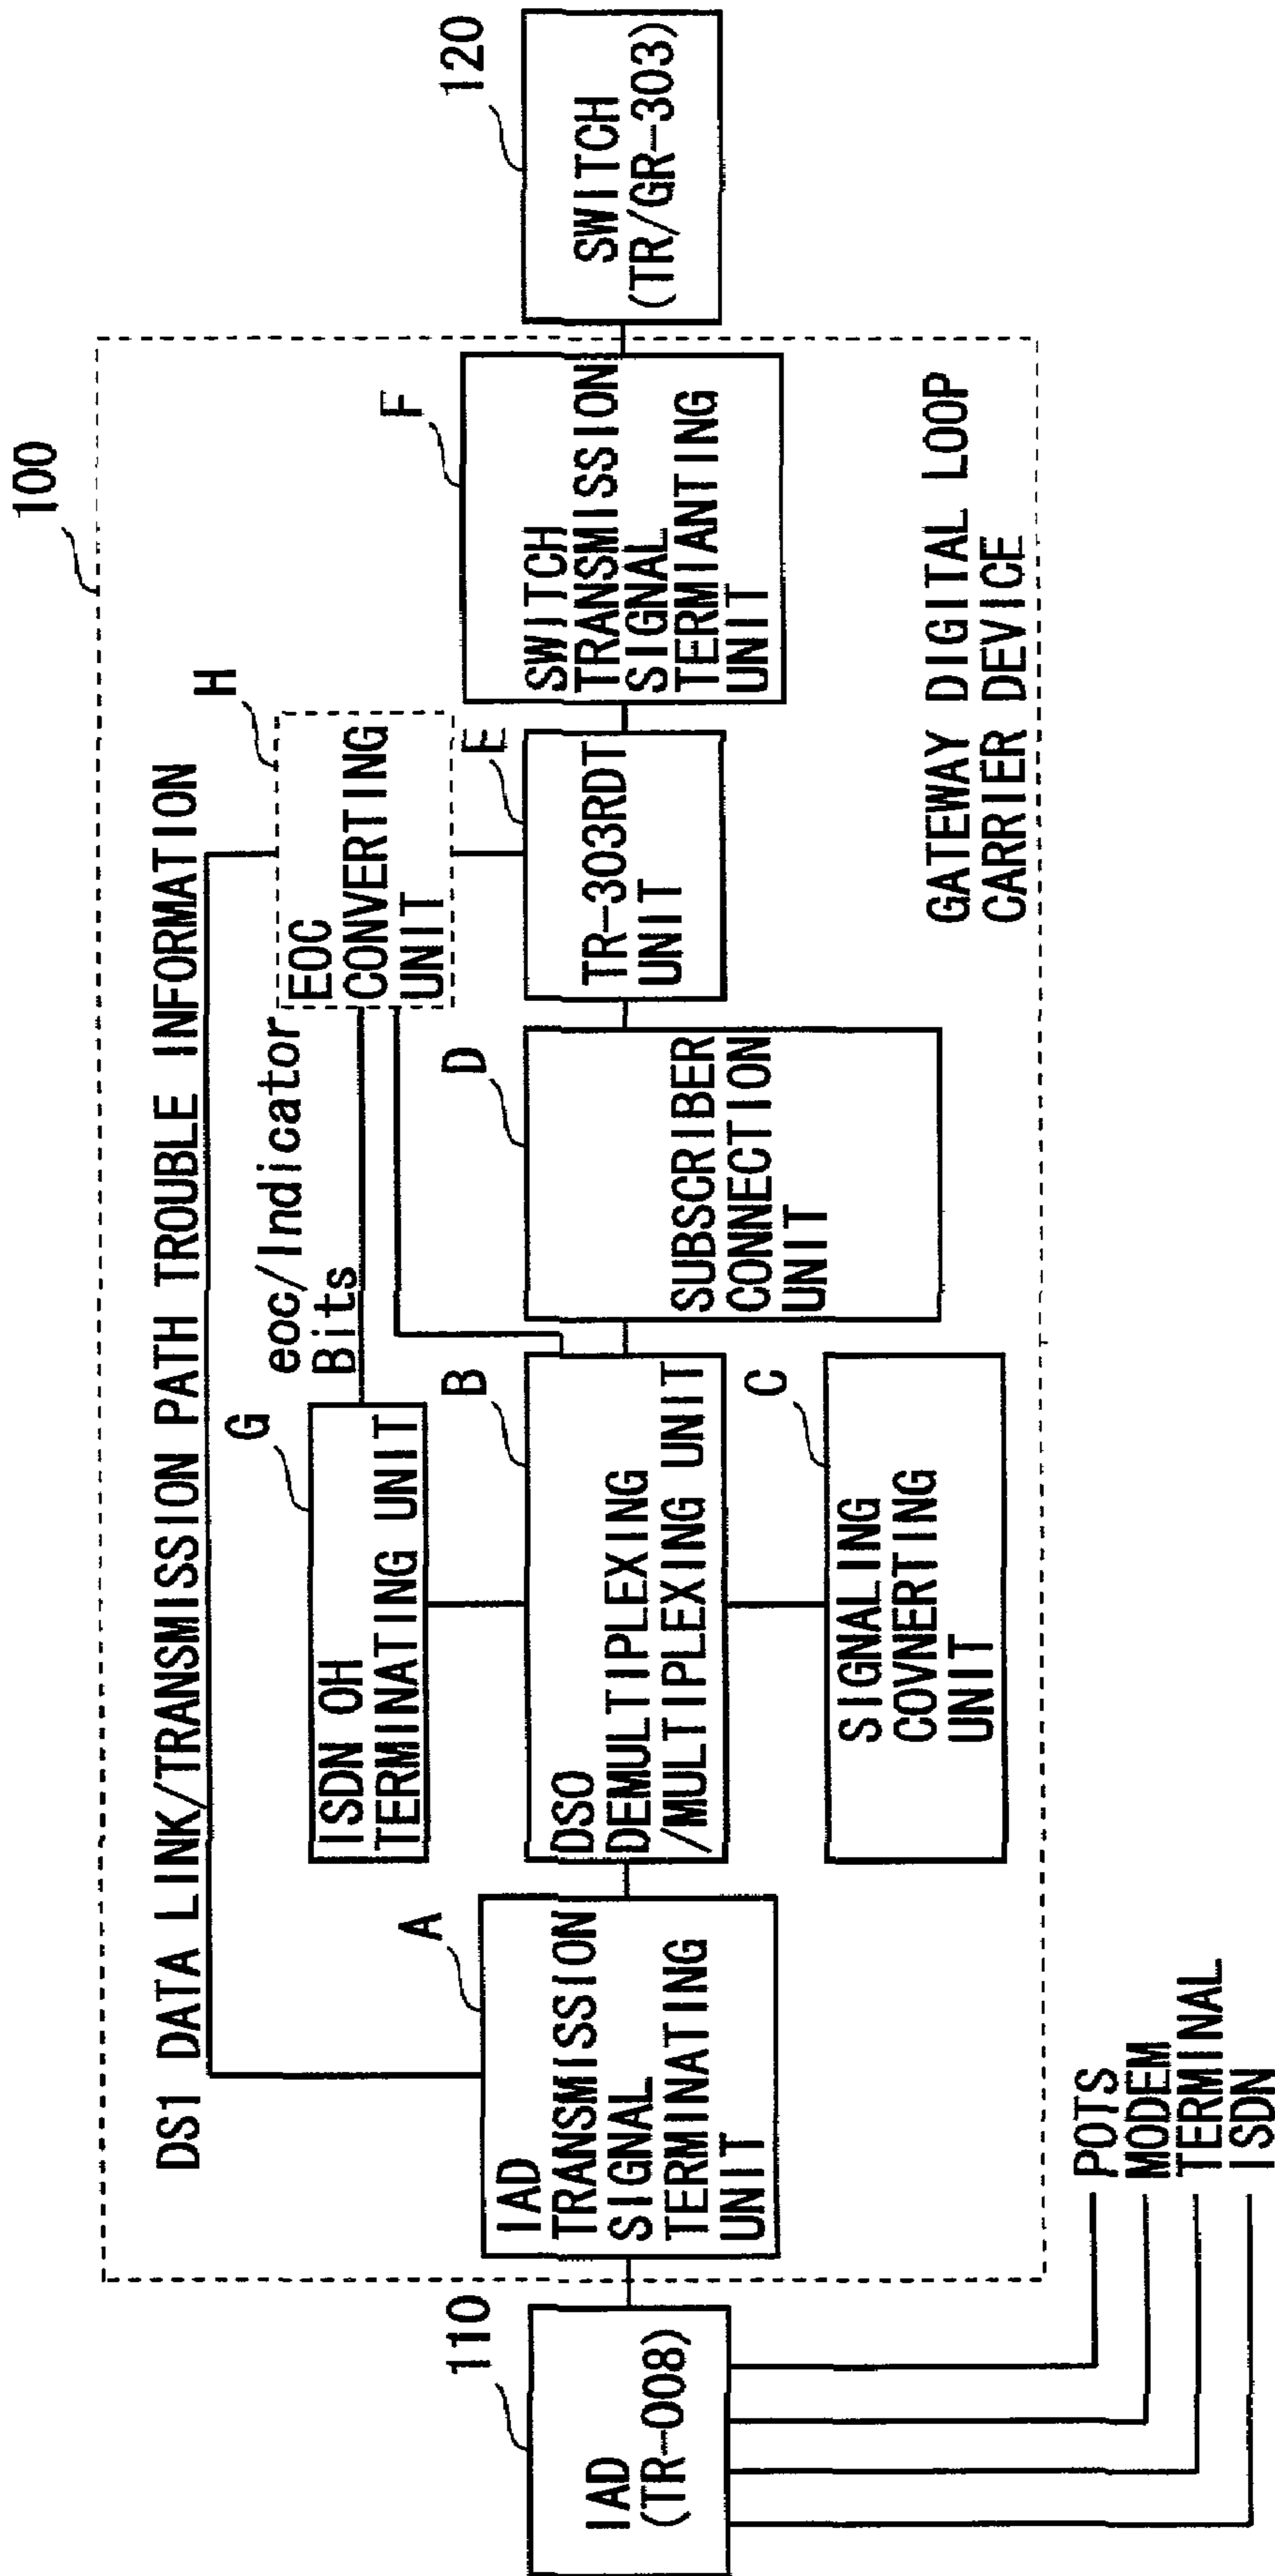 100
DS1 DATA LINK/TRANSMISSION PATH TROUBLE INFORMATION
110
IAD
(TR-008)
A
IAD
TRANSMISSION
SIGNAL
TERMINATING
UNIT
G
ISDN OH
TERMINATING UNIT
eoc/Indicator
Bits
H
EOC
CONVERTING
UNIT
B
DSO
DEMULTIPLEXING
/MULTIPLEXING UNIT
C
SIGNALING
COVNERTING
UNIT
D
SUBSCRIBER
CONNECTION
UNIT
E
TR-303RDT
UNIT
F
SWITCH
TRANSMISSION
SIGNAL
TERMIANTING
UNIT
120
SWITCH
(TR/GR-303)
GATEWAY DIGITAL LOOP
CARRIER DEVICE
POTS
MODEM
TERMINAL
ISDN